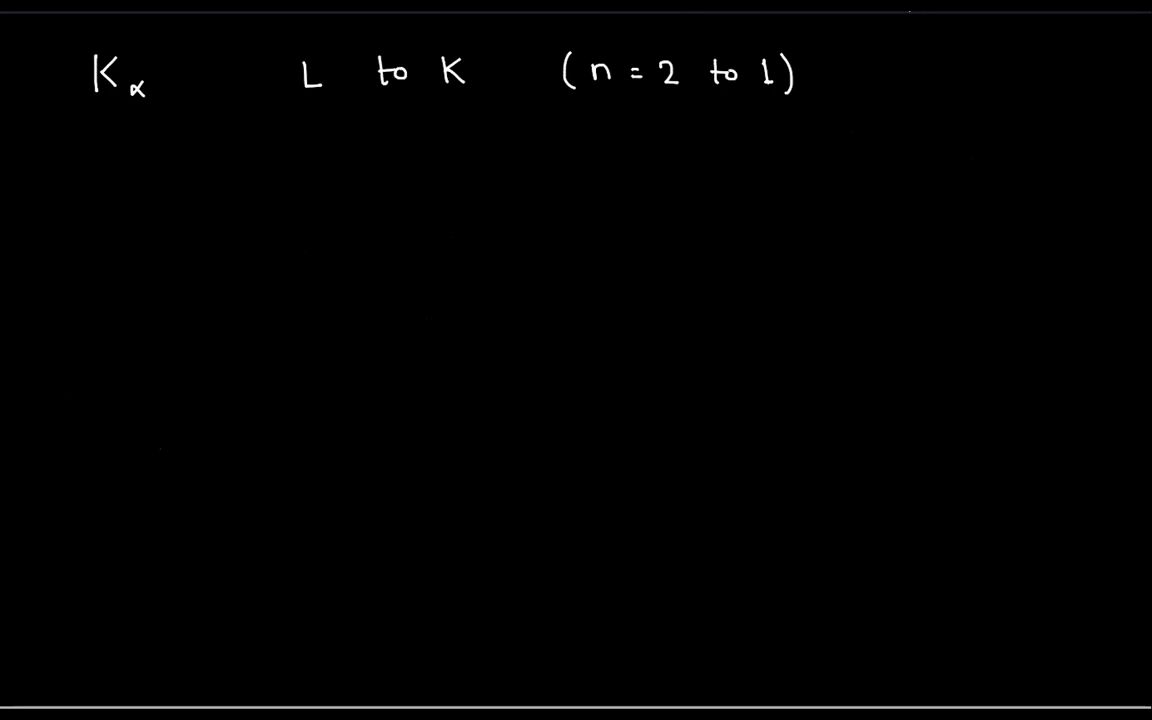 Kα L to K (n = 2 to 1)